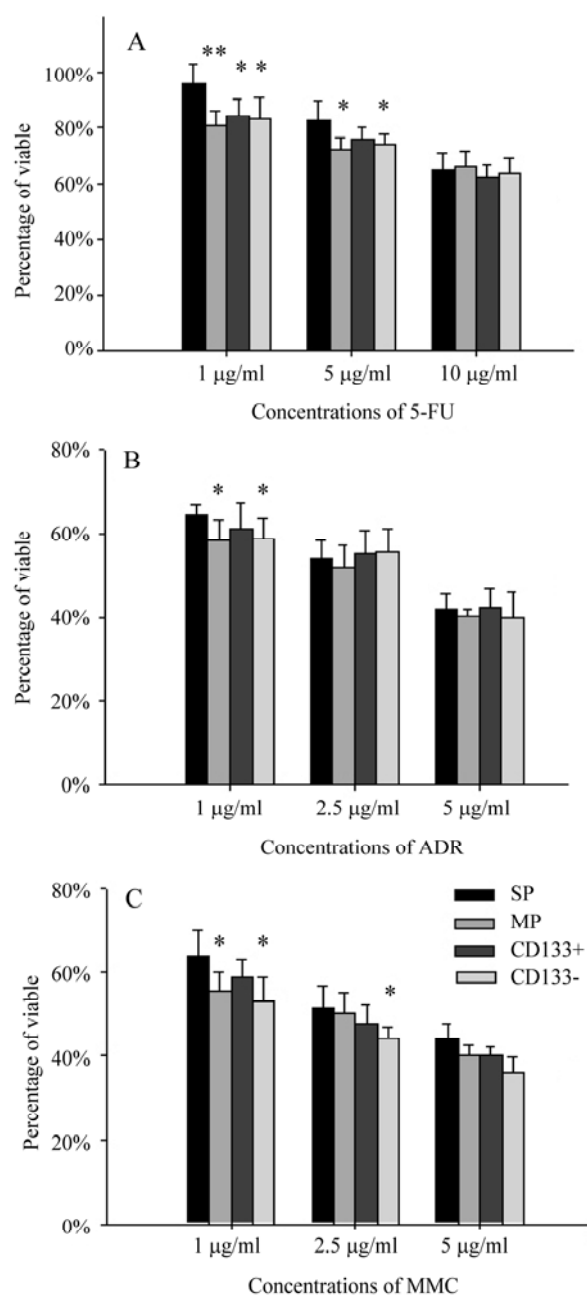 A
** * *
* *
100%
80%
60%
40%
20%
0%
Percentage of viable
1 μg/ml 5 μg/ml 10 μg/ml
Concentrations of 5-FU
B
* *
80%
60%
40%
20%
0%
Percentage of viable
1 μg/ml 2.5 μg/ml 5 μg/ml
Concentrations of ADR
C
SP
MP
CD133+
CD133-
* *
*
80%
60%
40%
20%
0%
Percentage of viable
1 μg/ml 2.5 μg/ml 5 μg/ml
Concentrations of MMC